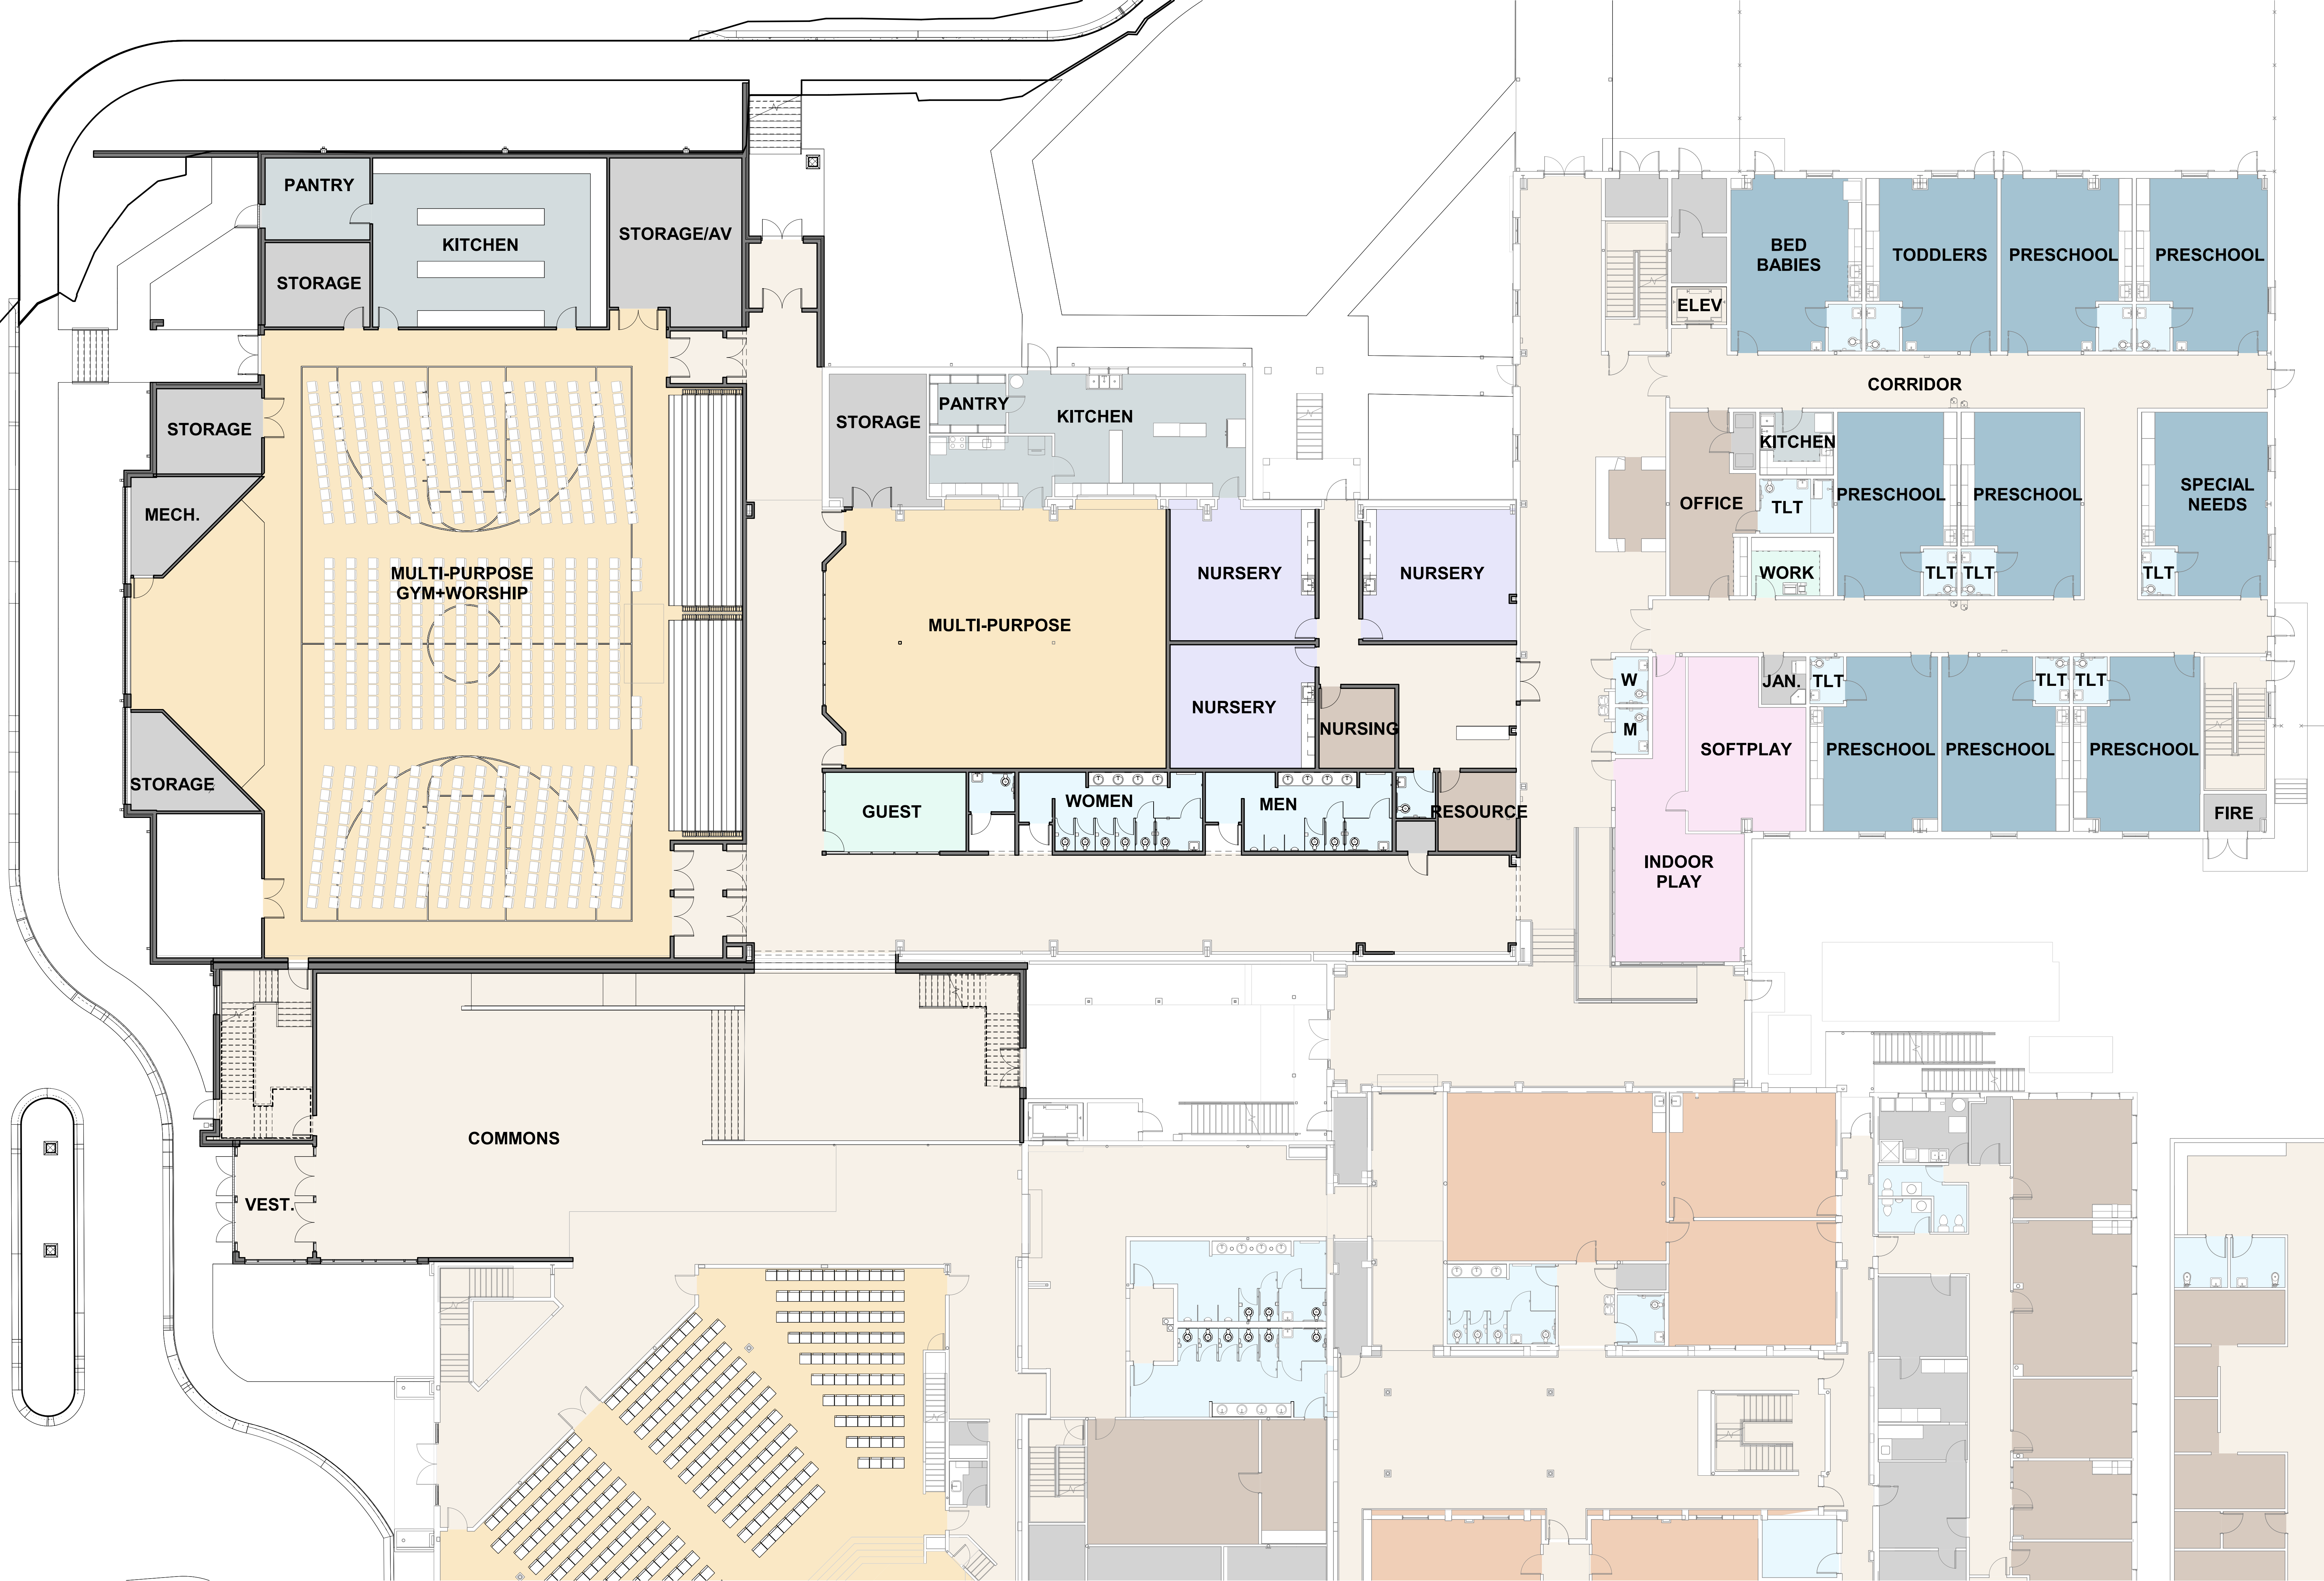 PANTRY
KITCHEN
STORAGE/AV
STORAGE
BED
BABIES
TODDLERS
PRESCHOOL
PRESCHOOL
ELEV
CORRIDOR
STORAGE
MECH.
STORAGE
PANTRY
KITCHEN
KITCHEN
OFFICE
TLT
PRESCHOOL
PRESCHOOL
SPECIAL
NEEDS
MULTI-PURPOSE
GYM+WORSHIP
MULTI-PURPOSE
NURSERY
NURSERY
WORK
TLT
TLT
TLT
NURSERY
NURSING
W
M
SOFTPLAY
JAN.
TLT
PRESCHOOL
PRESCHOOL
TLT
TLT
PRESCHOOL
STORAGE
GUEST
WOMEN
MEN
RESOURCE
FIRE
INDOOR
PLAY
COMMONS
VEST.